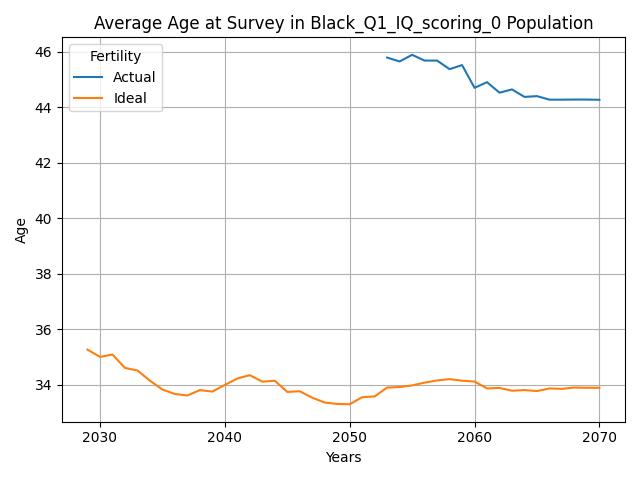 Average Age at Survey in Black_Q1_IQ_scoring_0 Population
Fertility
Actual
Ideal
46
44
42
40
38
36
34
Age
2030 2040 2050 2060 2070
Years